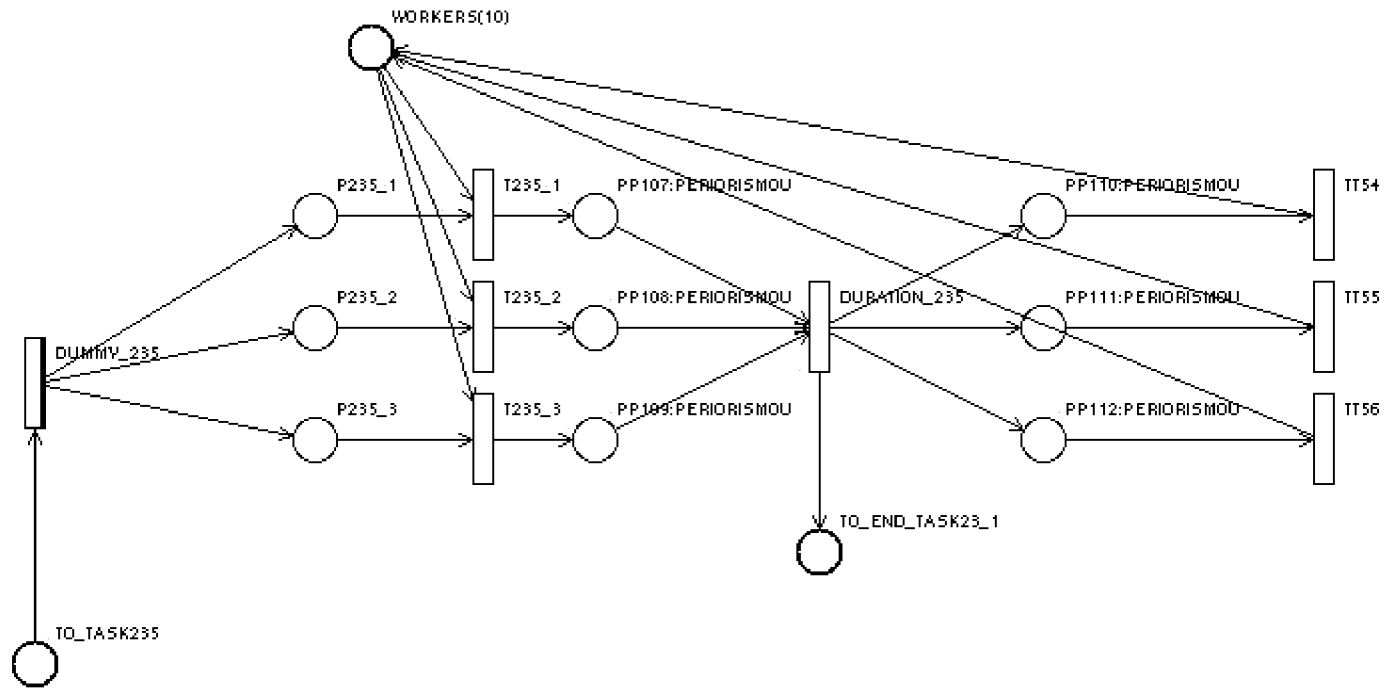 WORKERS(10)
P235_1
T235_1
PP107:PERIORISMOU
PP110:PERIORISMOU
TT54
P235_2
T235_2
PP108:PERIORISMOU
DURATION_235
PP111:PERIORISMOU
TT55
DUMMY_235
P235_3
T235_3
PP109:PERIORISMOU
PP112:PERIORISMOU
TT56
TO_END_TASK23_1
TO_TASK235